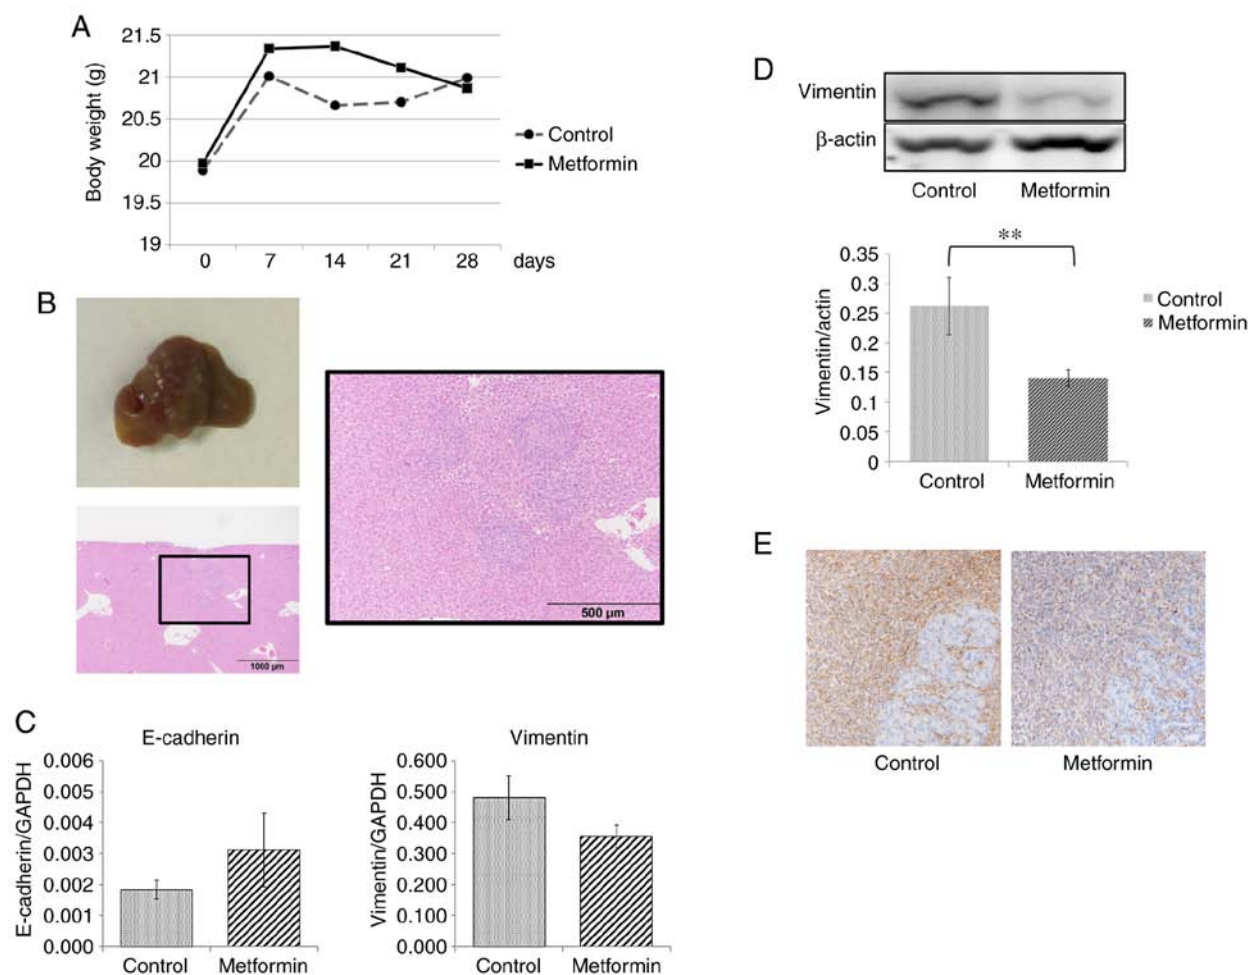 A
21.5
21
20.5
20
19.5
19
Body weight (g)
0 7 14 21 28 days
Control
Metformin
B
1000 µm
500 µm
C
E-cadherin
0.006
0.005
0.004
0.003
0.002
0.001
0.000
E-cadherin/GAPDH
Control Metformin
Vimentin
0.600
0.500
0.400
0.300
0.200
0.100
0.000
Vimentin/GAPDH
Control Metformin
D
Vimentin
β-actin
Control Metformin
**
0.35
0.3
0.25
0.2
0.15
0.1
0.05
0
Vimentin/actin
Control Metformin
Control
Metformin
E
Control Metformin